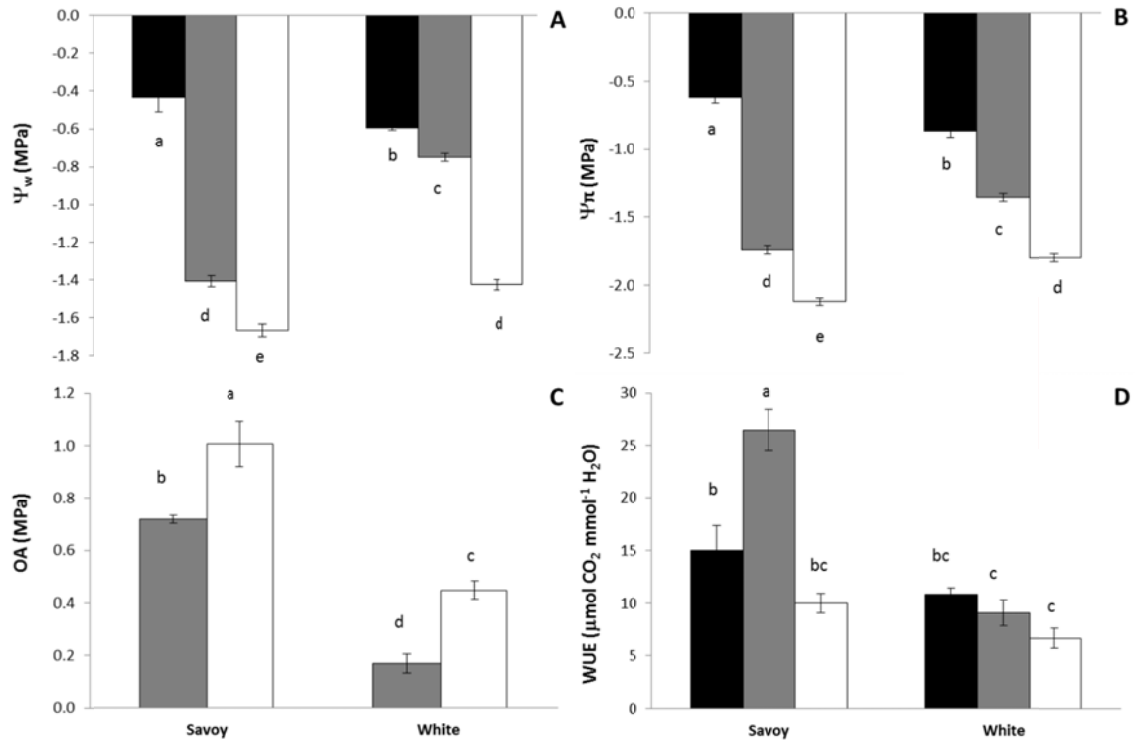 A
0.0
-0.2
-0.4
-0.6
-0.8
-1.0
-1.2
-1.4
-1.6
-1.8
Ψw (MPa)
a
d
e
b
c
d
B
0.0
-0.5
-1.0
-1.5
-2.0
-2.5
Ψπ (MPa)
a
d
e
b
c
d
C
1.2
1.0
0.8
0.6
0.4
0.2
0.0
OA (MPa)
b
a
d
c
Savoy White
D
30
25
20
15
10
5
0
WUE (μmol CO2 mmol-1 H2O)
b
a
bc
bc
c
c
Savoy White